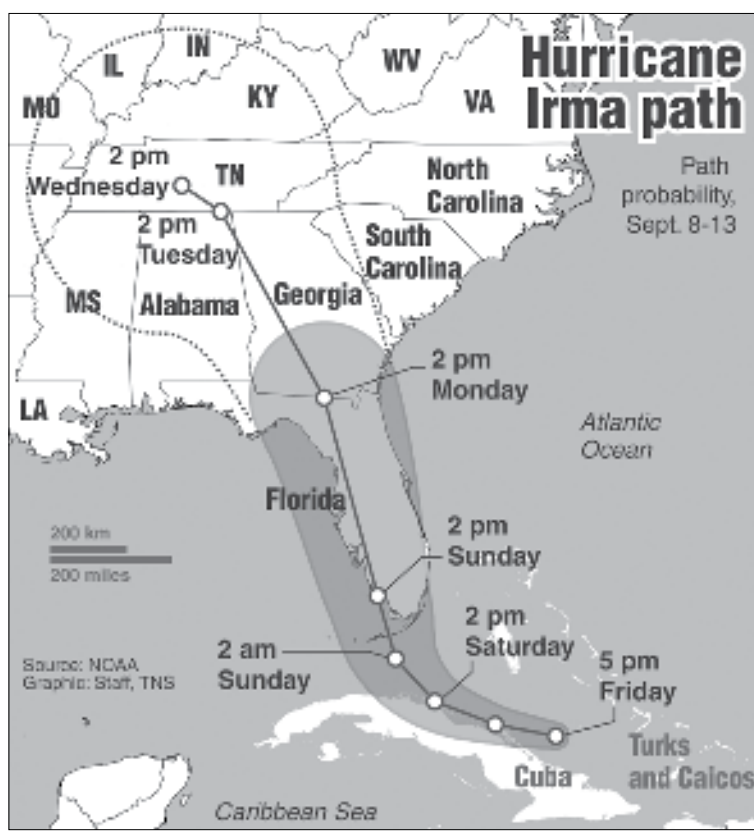 Hurricane
Irma path
Path
probability,
Sept. 8-13
IL
IN
WV
MO
KY
VA
2 pm
Wednesday
TN
North
Carolina
2 pm
Tuesday
South
Carolina
Georgia
MS
Alabama
2 pm
Monday
LA
Atlantic
Ocean
Florida
2 pm
Sunday
200 km
200 miles
2 pm
Saturday
2 am
Sunday
5 pm
Friday
Source: NOAA
Graphic: Staff, TNS
Turks
and Caicos
Cuba
Caribbean Sea